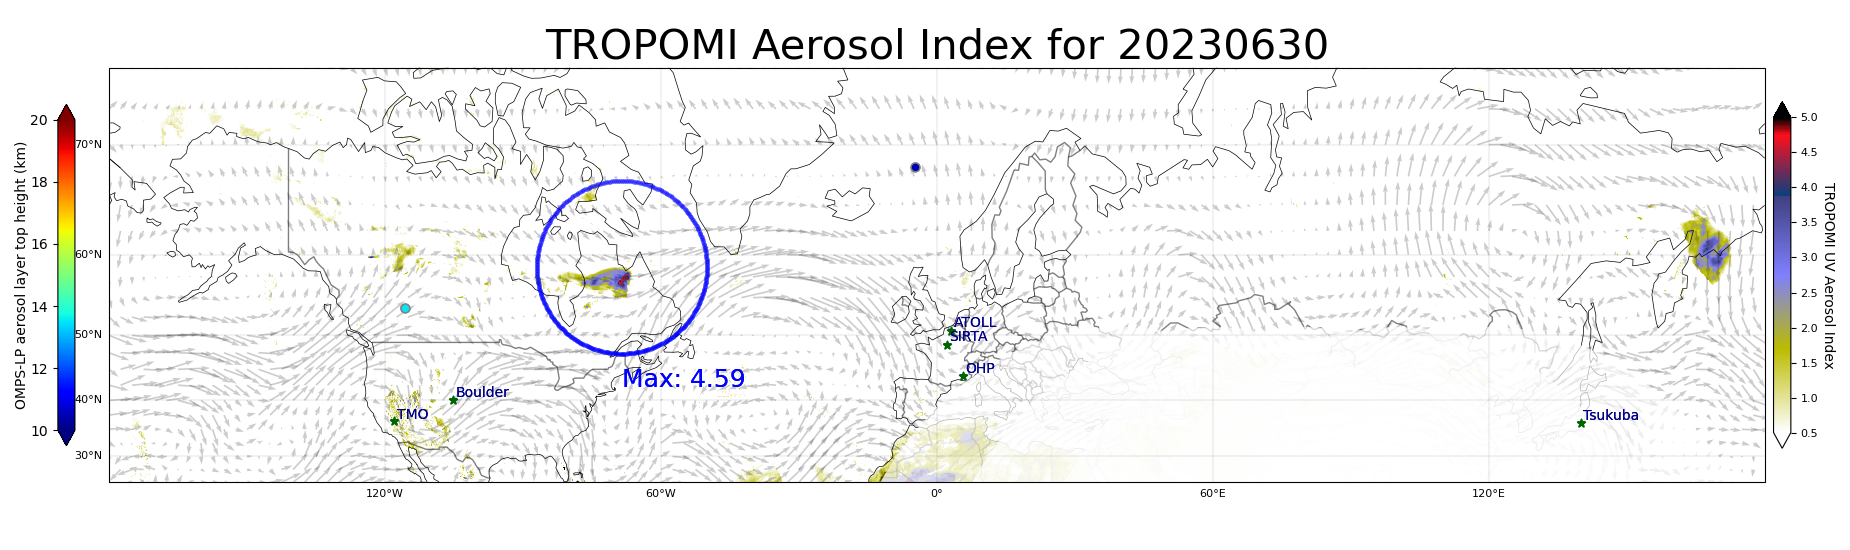 TROPOMI Aerosol Index for 20230630
OMPS-LP aerosol layer top height (km)
20
18
16
14
12
10
70°N
60°N
50°N
40°N
30°N
120°W
60°W
0°
60°E
120°E
Max: 4.59
Boulder
TMO
ATOLL
SIRTA
OHP
Tsukuba
5.0
4.5
4.0
3.5
3.0
2.5
2.0
1.5
1.0
0.5
TROPOMI UV Aerosol Index